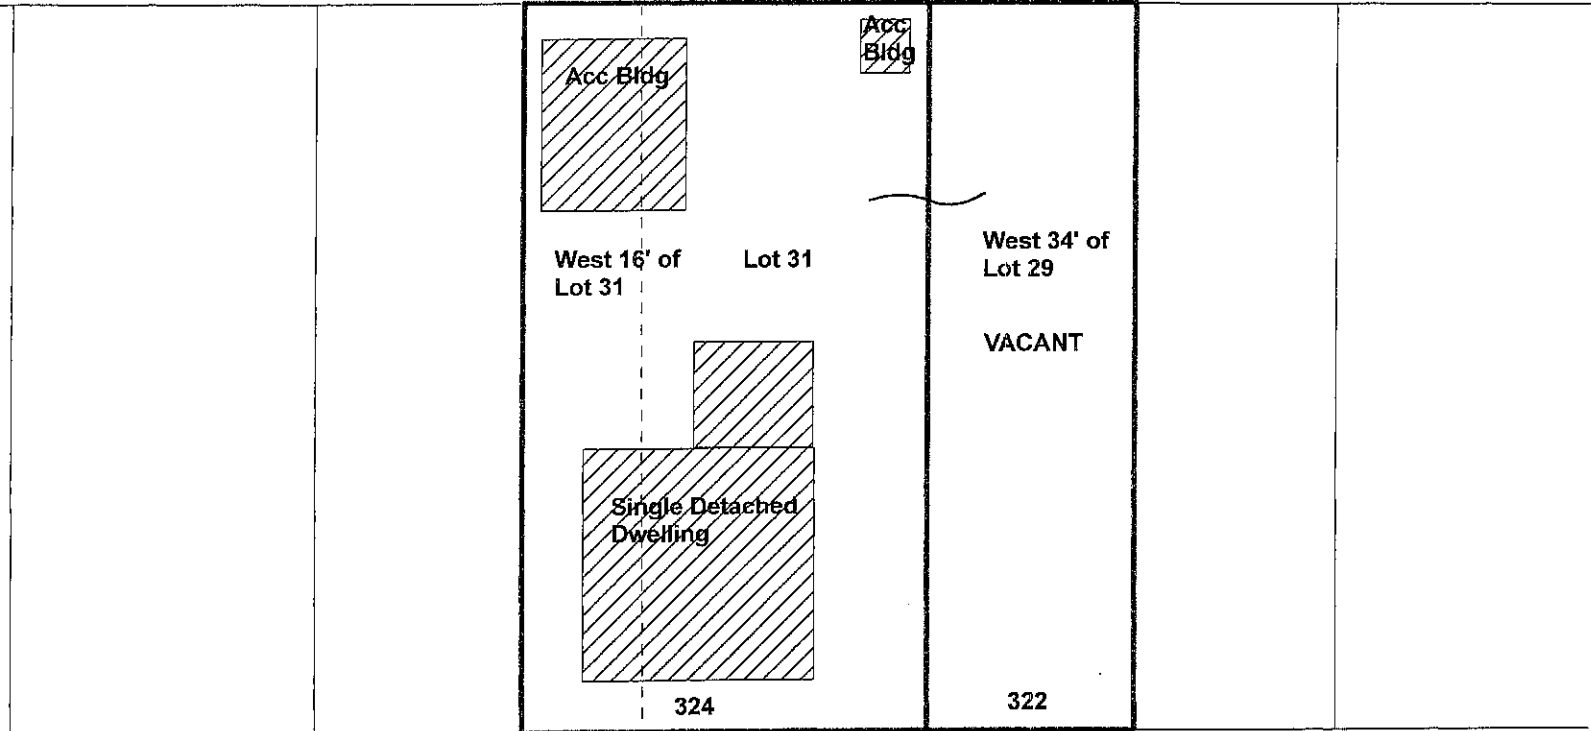 Acc
Bldg
Acc Bldg
West 16' of
Lot 31
Lot 31
West 34' of
Lot 29
VACANT
Single Detached
Dwelling
324
322